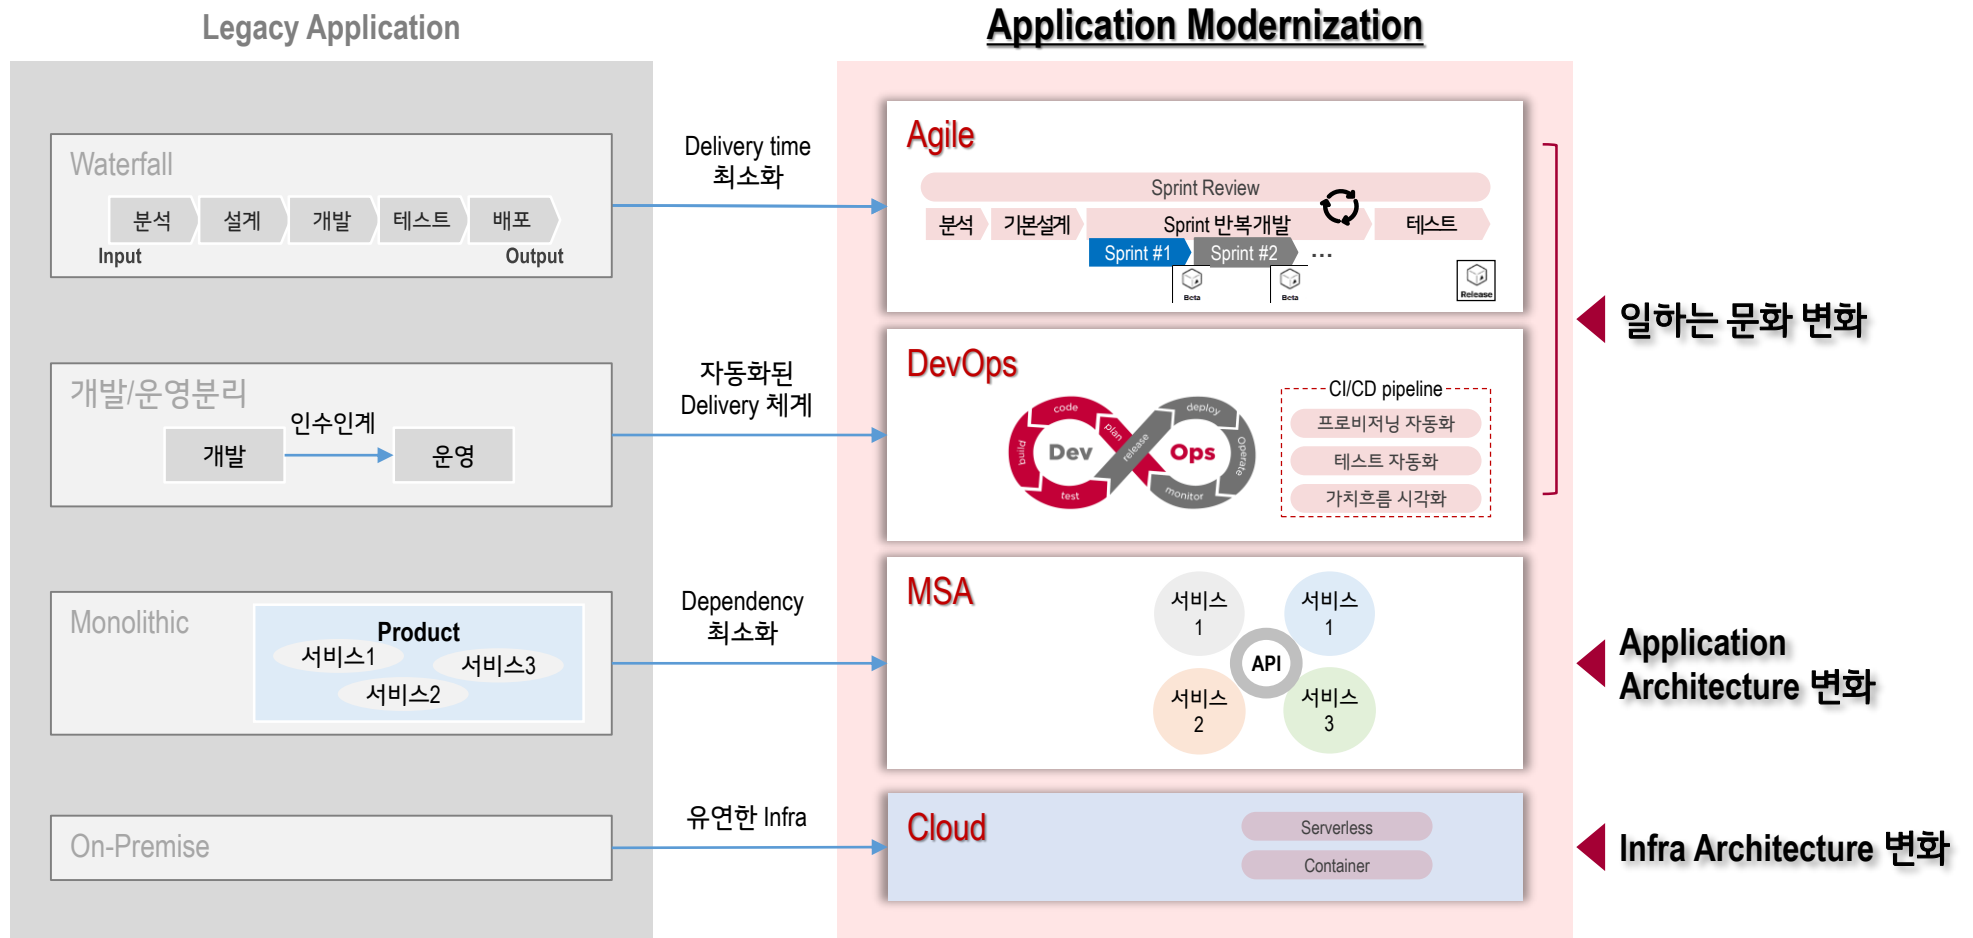 Legacy Application
Application Modernization
Waterfall
분석
설계
개발
테스트
배포
Input
Output
Delivery time
최소화
Agile
Sprint Review
분석
기본설계
Sprint 반복개발
테스트
Sprint #1
Sprint #2
...
Beta
Beta
Release
일하는 문화 변화
개발/운영분리
인수인계
개발
운영
자동화된
Delivery 체계
DevOps
code
plan
build
Dev
test
release
deploy
Ops
Operate
monitor
CI/CD pipeline
프로비저닝 자동화
테스트 자동화
가치흐름 시각화
Monolithic
Product
서비스1
서비스3
서비스2
Dependency
최소화
MSA
서비스
1
서비스
1
API
서비스
2
서비스
3
Application
Architecture 변화
On-Premise
유연한 Infra
Cloud
Serverless
Container
Infra Architecture 변화